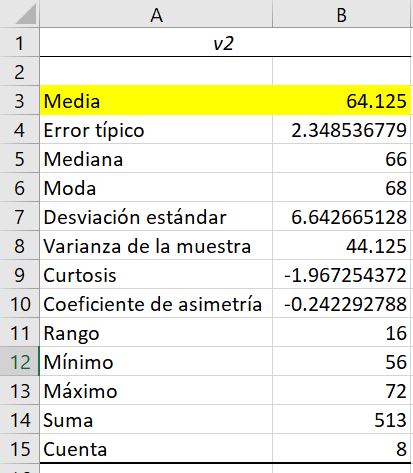 A B
1 v2
2
3 Media 64.125
4 Error típico 2.348536779
5 Mediana 66
6 Moda 68
7 Desviación estándar 6.642665128
8 Varianza de la muestra 44.125
9 Curtosis -1.967254372
10 Coeficiente de asimetría -0.242292788
11 Rango 16
12 Mínimo 56
13 Máximo 72
14 Suma 513
15 Cuenta 8